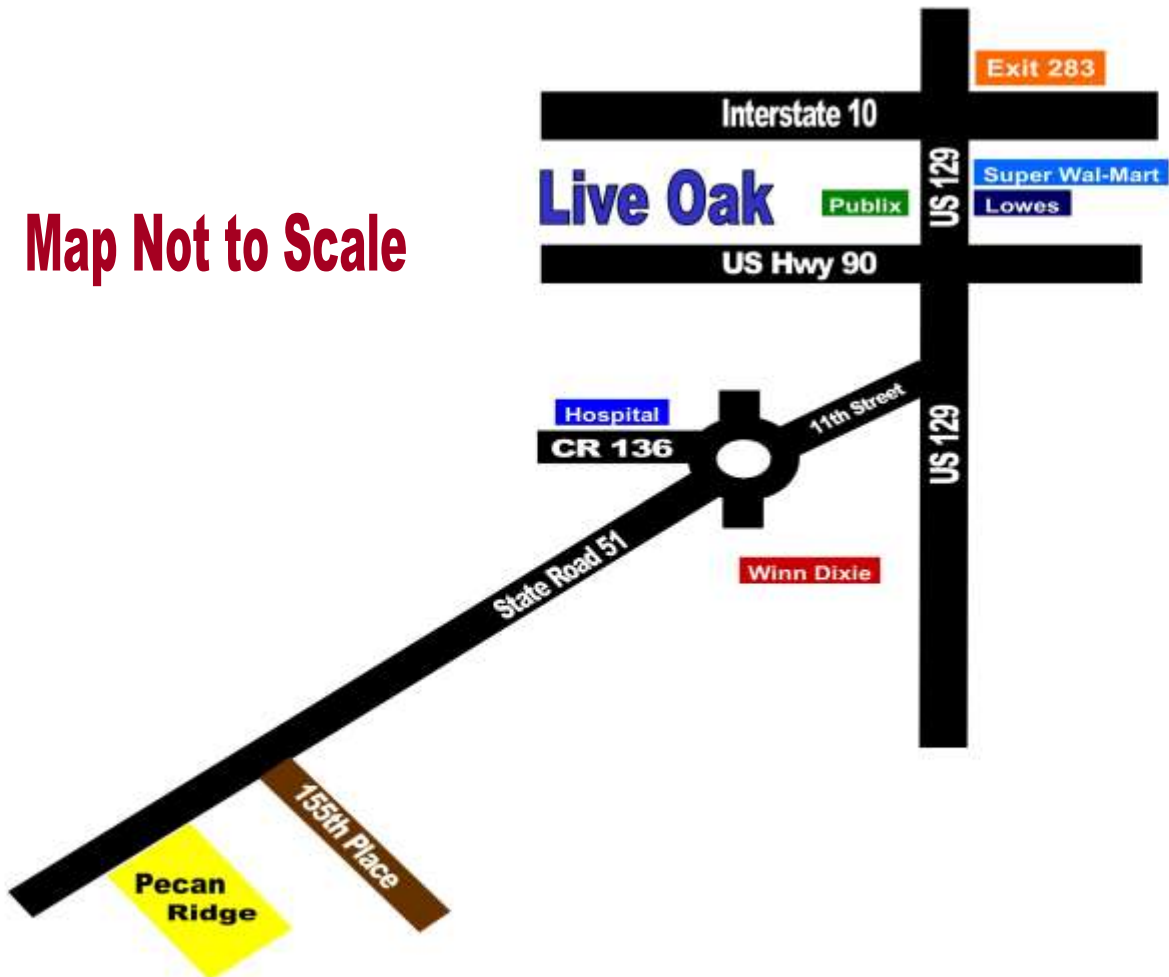 Exit 283
Interstate 10
US 129
Super Wal-Mart
Live Oak
Publix
Lowes
Map Not to Scale
US Hwy 90
11th Street
Hospital
CR 136
US 129
State Road 51
Winn Dixie
155th Place
Pecan
Ridge